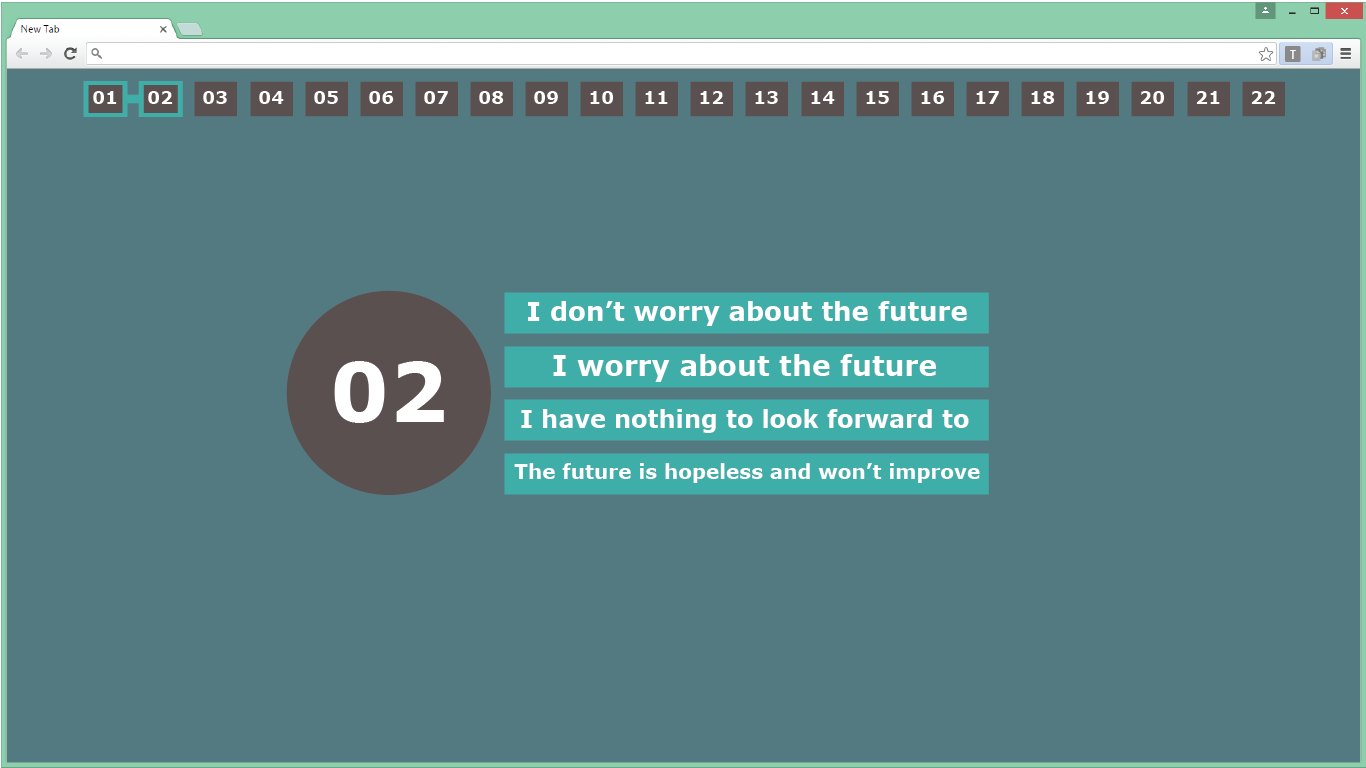 New Tab
T
01 02 03 04 05 06 07 08 09 10 11 12 13 14 15 16 17 18 19 20 21 22
02
I don’t worry about the future
I worry about the future
I have nothing to look forward to
The future is hopeless and won’t improve